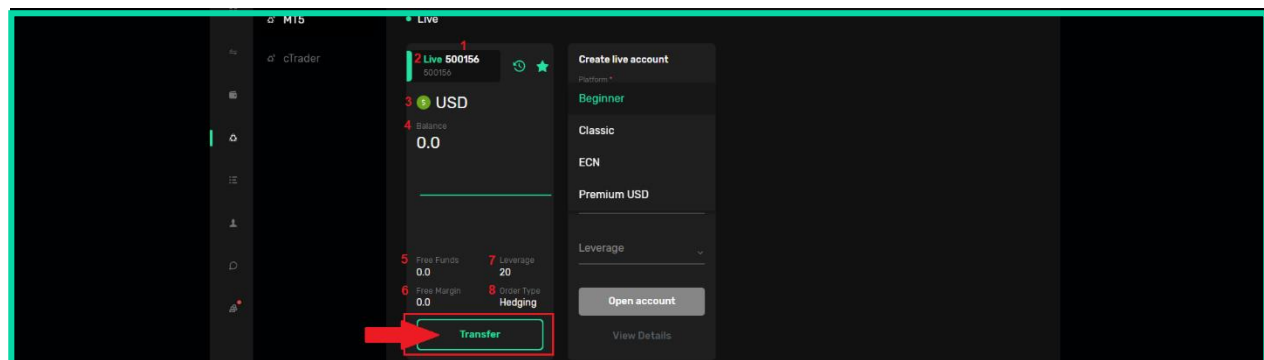 MT5
Live
cTrader
1
2 Live 500156
500156
3 USD
4 Balance
0.0
5 Free Funds
0.0
7 Leverage
20
6 Free Margin
0.0
8 Order Type
Hedging
Transfer
Create live account
Platform *
Beginner
Classic
ECN
Premium USD
Leverage
Open account
View Details